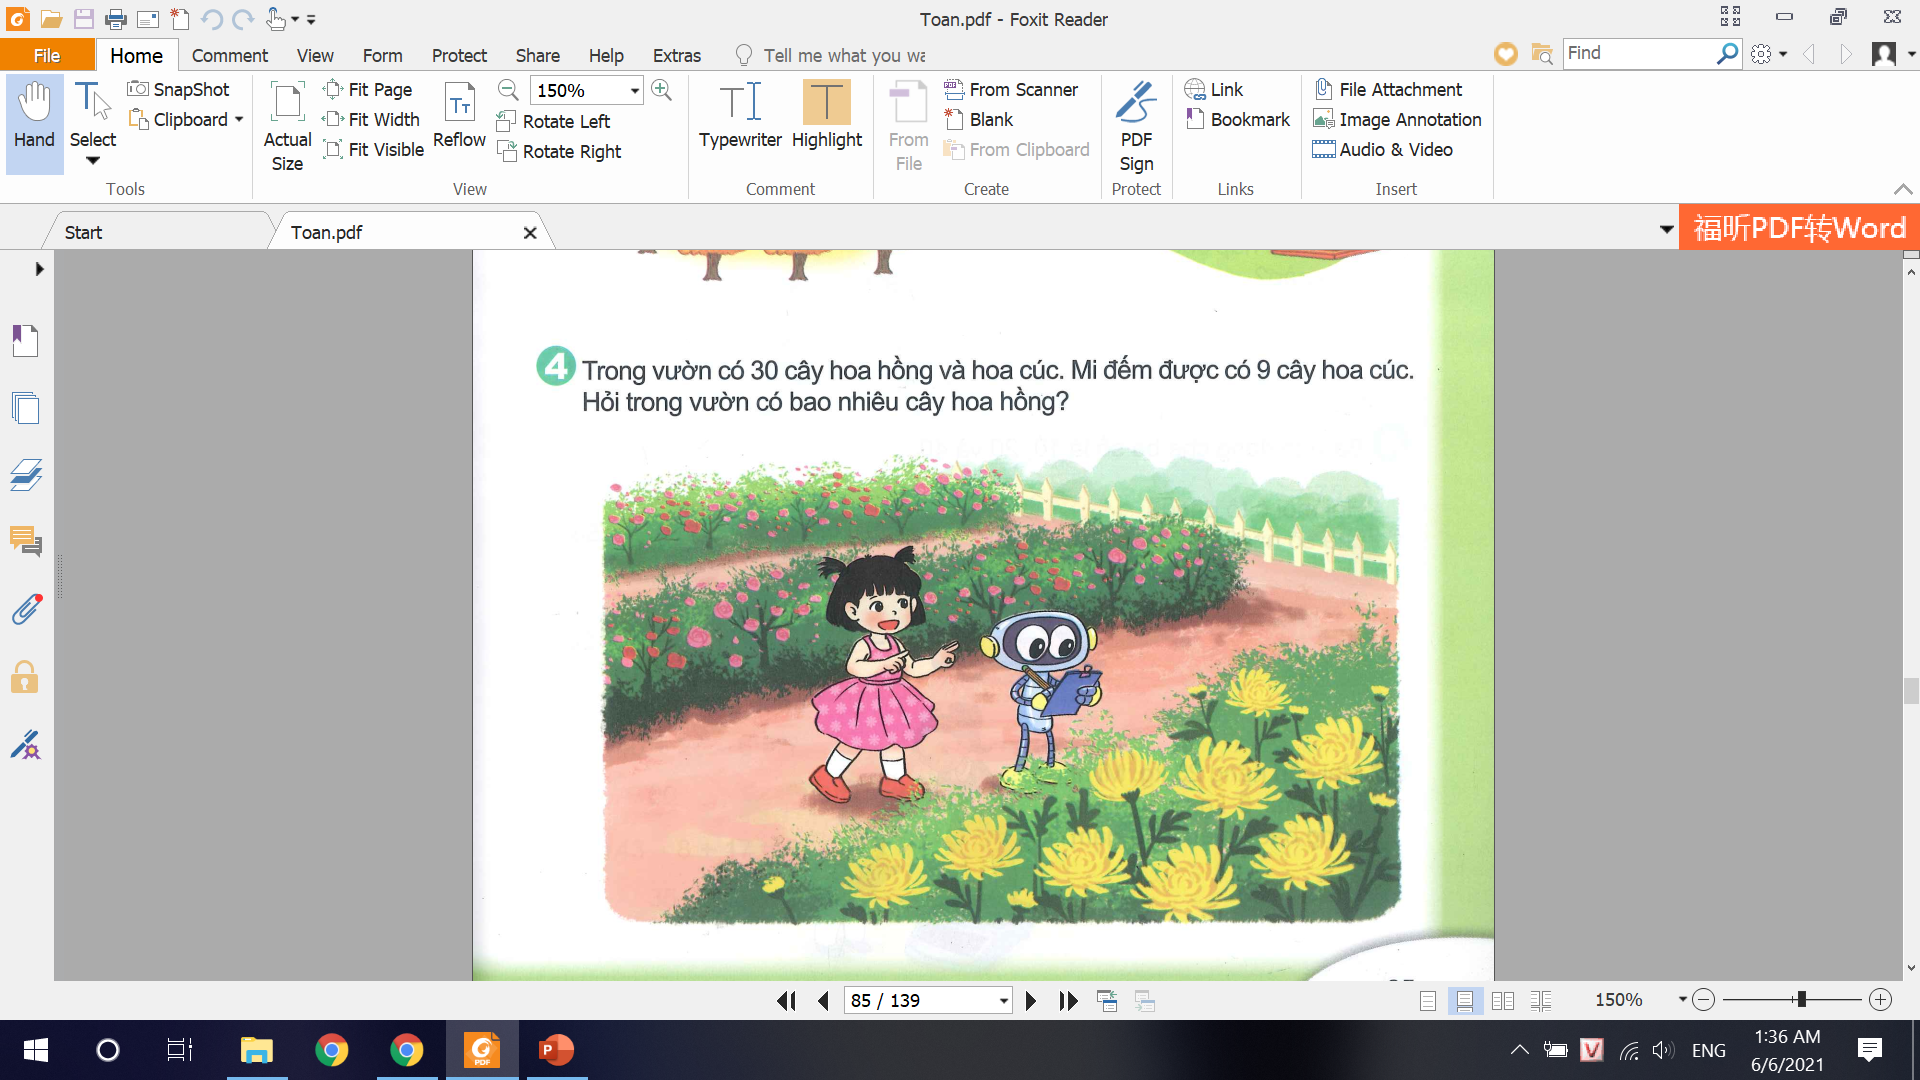 Toan.pdf - Foxit Reader
File Home Comment View Form Protect Share Help Extras Tell me what you wa Find
Hand
Select
SnapShot
Clipboard
Tools
Actual Size
Fit Page
Fit Width
Fit Visible
Reflow
150%
Rotate Left
Rotate Right
View
Typewriter
Highlight
Comment
From File
From Scanner
Blank
From Clipboard
Create
PDF Sign
Protect
Link
Bookmark
Links
File Attachment
Image Annotation
Audio & Video
Insert
Start
Toan.pdf
福昕PDF转Word
4 Trong vườn có 30 cây hoa hồng và hoa cúc. Mi đếm được có 9 cây hoa cúc.
Hỏi trong vườn có bao nhiêu cây hoa hồng?
85 / 139
150%
ENG
1:36 AM
6/6/2021